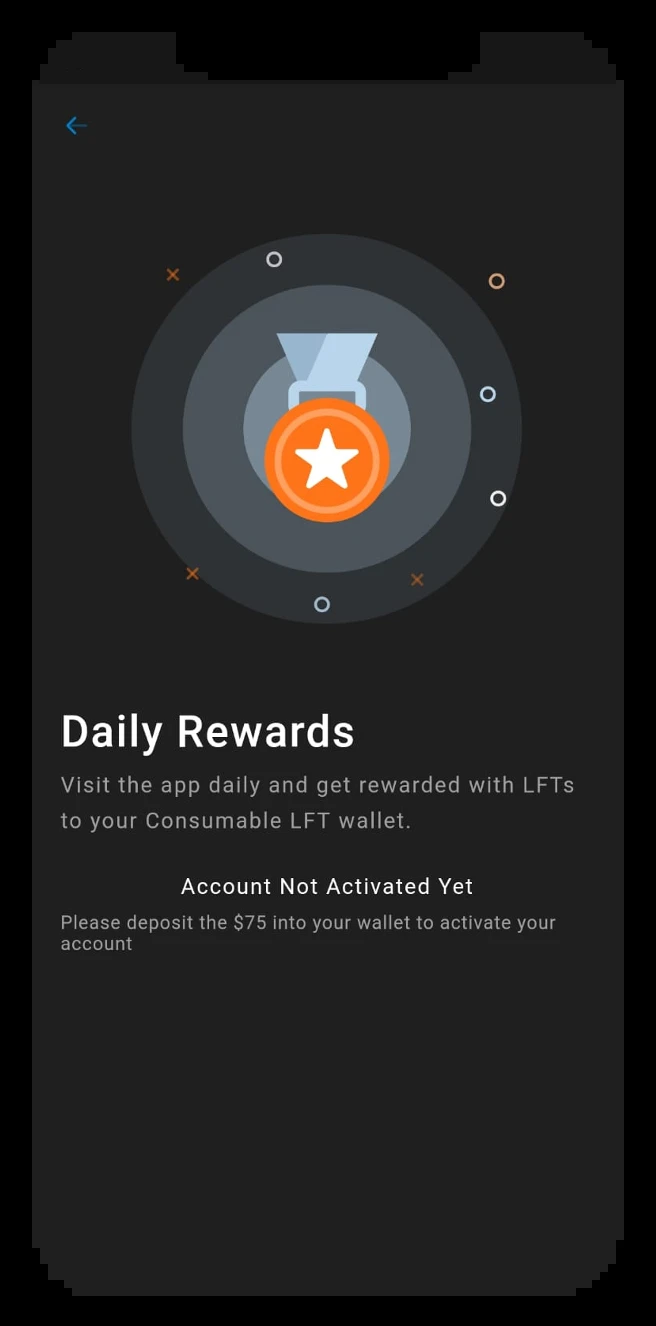 Daily Rewards
Visit the app daily and get rewarded with LFTs
to your Consumable LFT wallet.
Account Not Activated Yet
Please deposit the $75 into your wallet to activate your
account